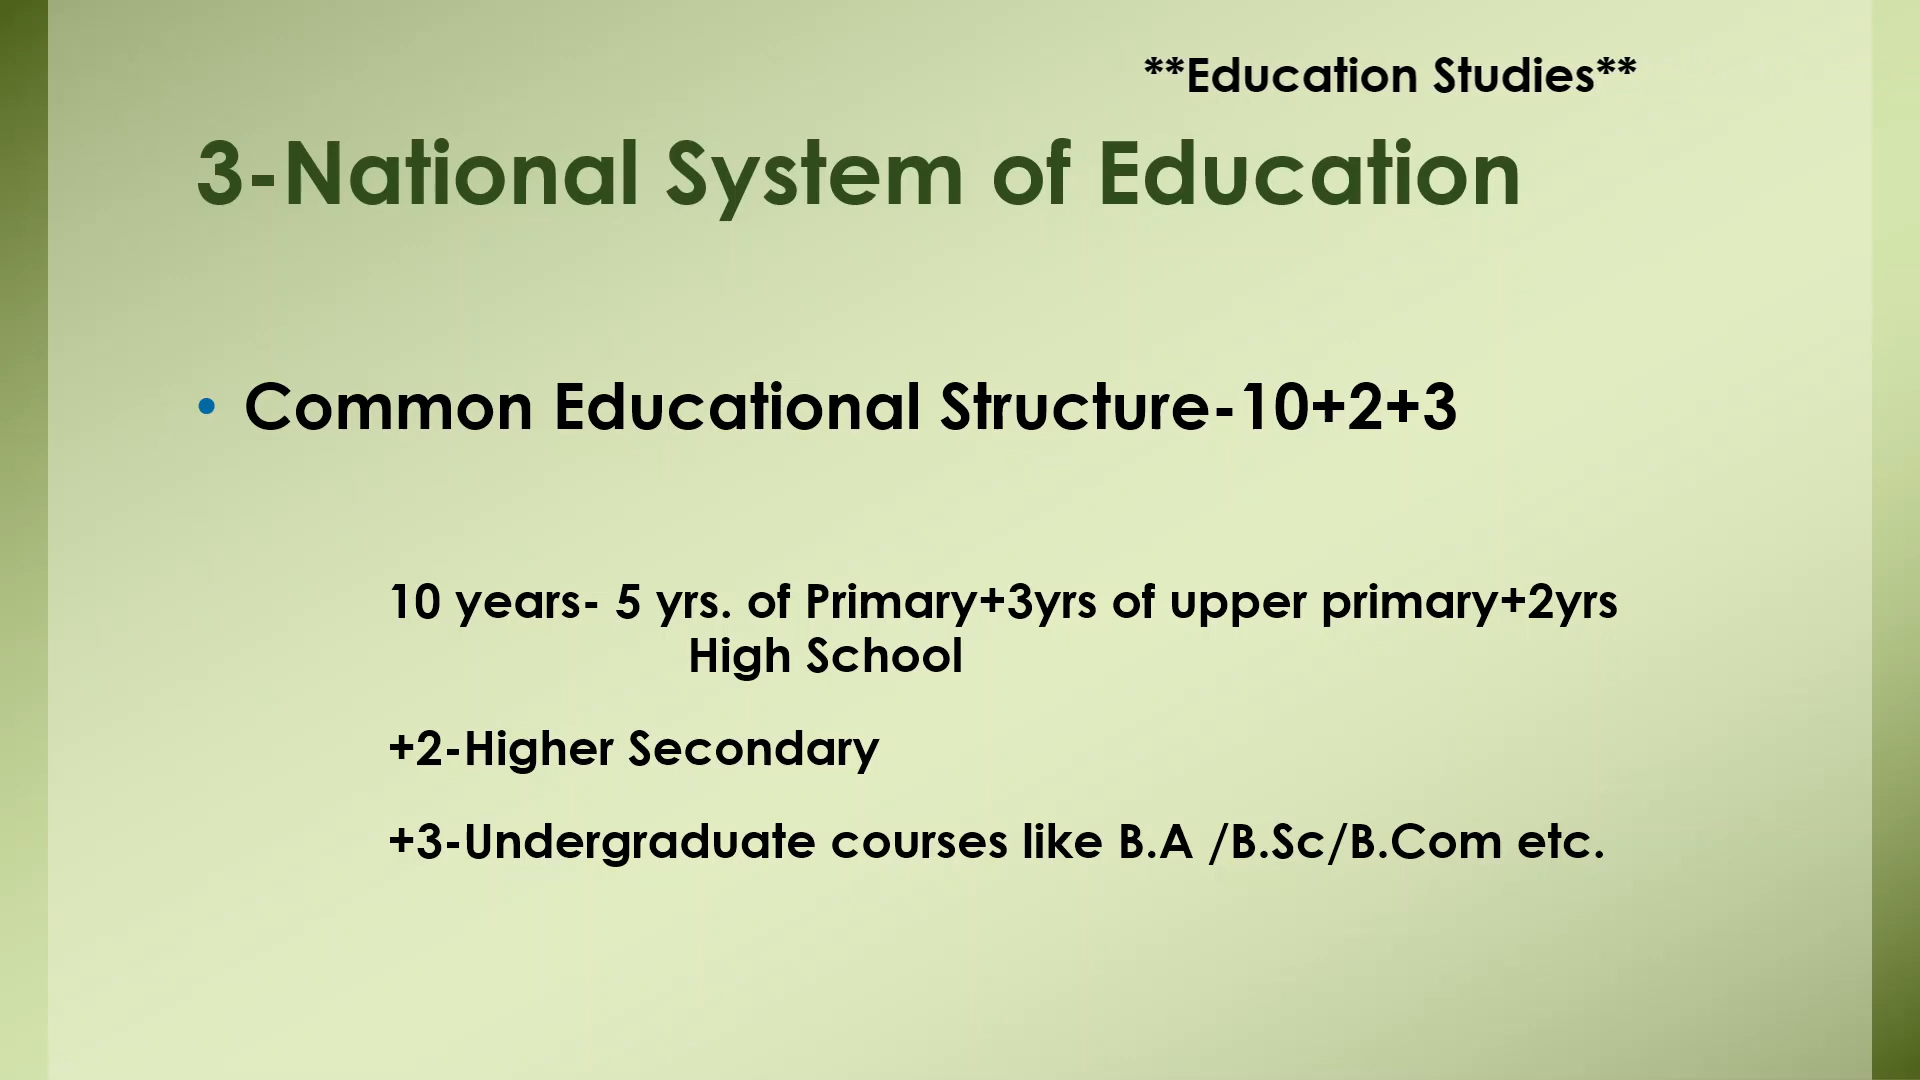 **Education Studies**
3-National System of Education
• Common Educational Structure-10+2+3
10 years- 5 yrs. of Primary+3yrs of upper primary+2yrs
High School
+2-Higher Secondary
+3-Undergraduate courses like B.A /B.Sc/B.Com etc.